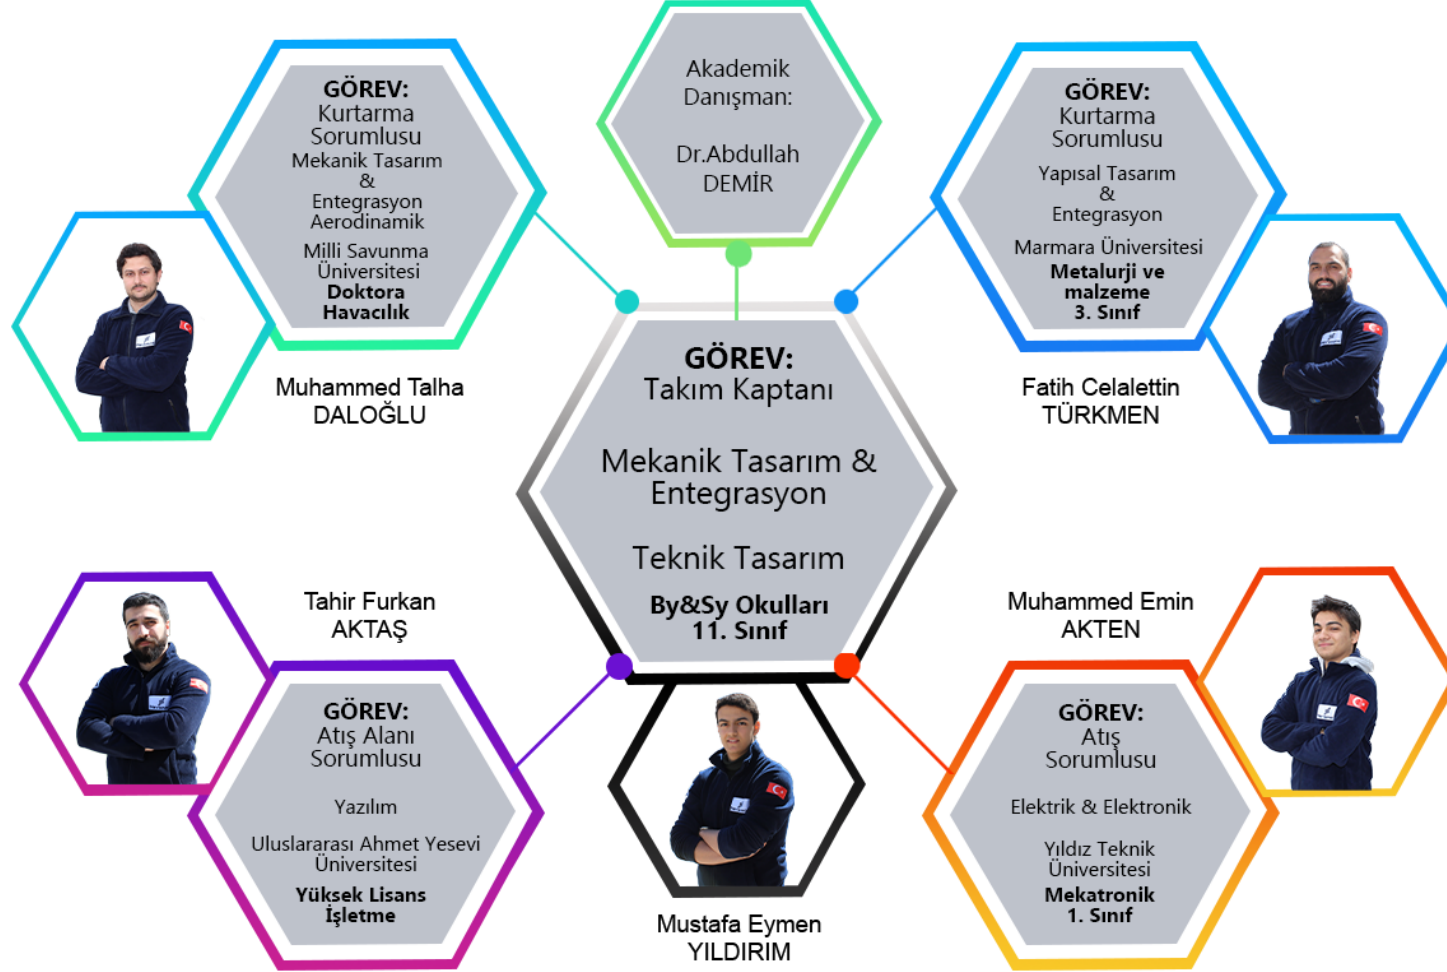 GÖREV:
Kurtarma
Sorumlusu
Mekanik Tasarım
&
Entegrasyon
Aerodinamik
Milli Savunma
Üniversitesi
Doktora
Havacılık
Muhammed Talha
DALOĞLU
Akademik
Danışman:
Dr.Abdullah
DEMİR
GÖREV:
Kurtarma
Sorumlusu
Yapısal Tasarım
&
Entegrasyon
Marmara Üniversitesi
Metalurji ve
malzeme
3. Sınıf
Fatih Celalettin
TÜRKMEN
GÖREV:
Takım Kaptanı
Mekanik Tasarım &
Entegrasyon
Teknik Tasarım
By&Sy Okulları
11. Sınıf
Mustafa Eymen
YILDIRIM
Tahir Furkan
AKTAŞ
GÖREV:
Atış Alanı
Sorumlusu
Yazılım
Uluslararası Ahmet Yesevi
Üniversitesi
Yüksek Lisans
İşletme
Muhammed Emin
AKTEN
GÖREV:
Atış
Sorumlusu
Elektrik & Elektronik
Yıldız Teknik
Üniversitesi
Mekatronik
1. Sınıf